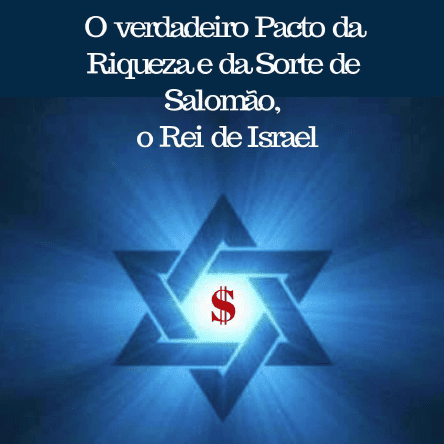 O verdadeiro Pacto da
Riqueza e da Sorte de
Salomão,
o Rei de Israel
$